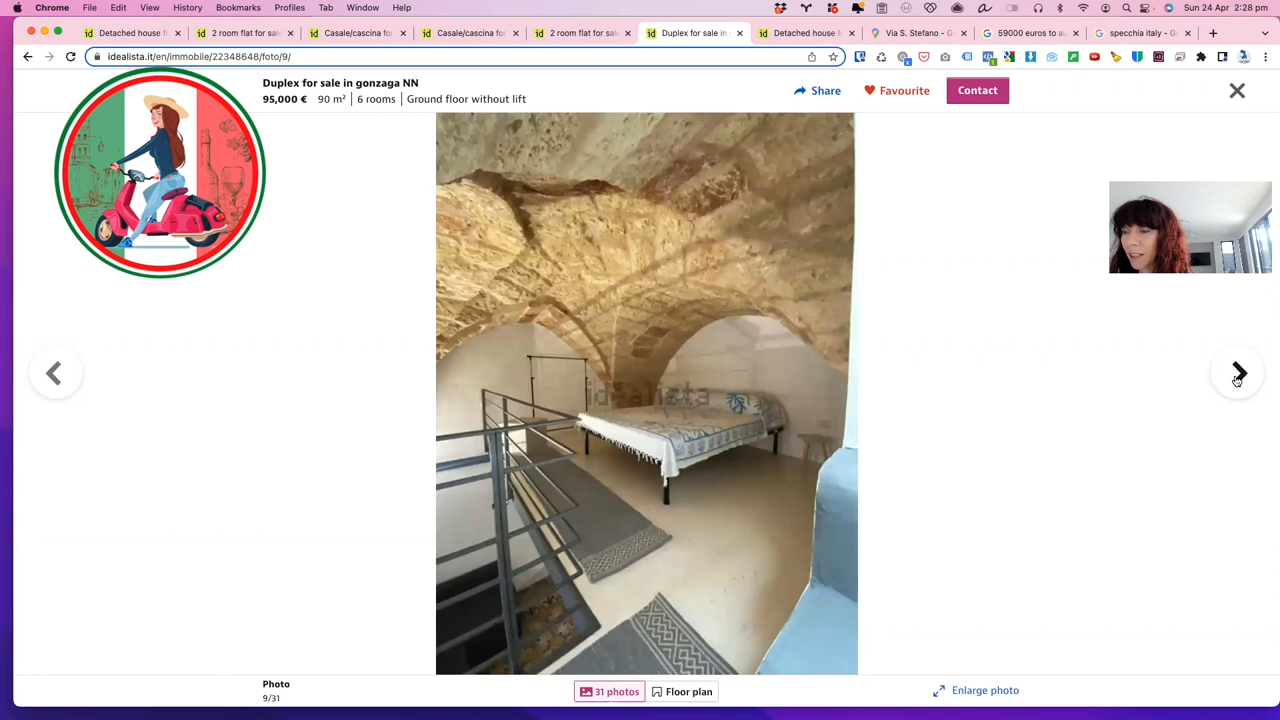 Chrome File Edit View History Bookmarks Profiles Tab Window Help
Sun 24 Apr 2:28 pm
Detached house f
2 room flat for sal
Casale/cascina fo
Casale/cascina for
2 room flat for sal
Duplex for sale in
Detached house f
Via S. Stefano - G
59000 euros to au
specchia italy - G
idealista.it/en/immobile/22348648/foto/9/
Duplex for sale in gonzaga NN
95,000 € 90 m² 6 rooms Ground floor without lift
Share
Favourite
Contact
idealista
Photo
9/31
31 photos
Floor plan
Enlarge photo